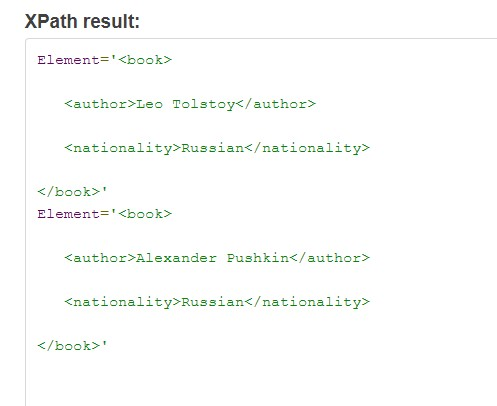 XPath result:
Element='<book>
<author>Leo Tolstoy</author>
<nationality>Russian</nationality>
</book>'
Element='<book>
<author>Alexander Pushkin</author>
<nationality>Russian</nationality>
</book>'